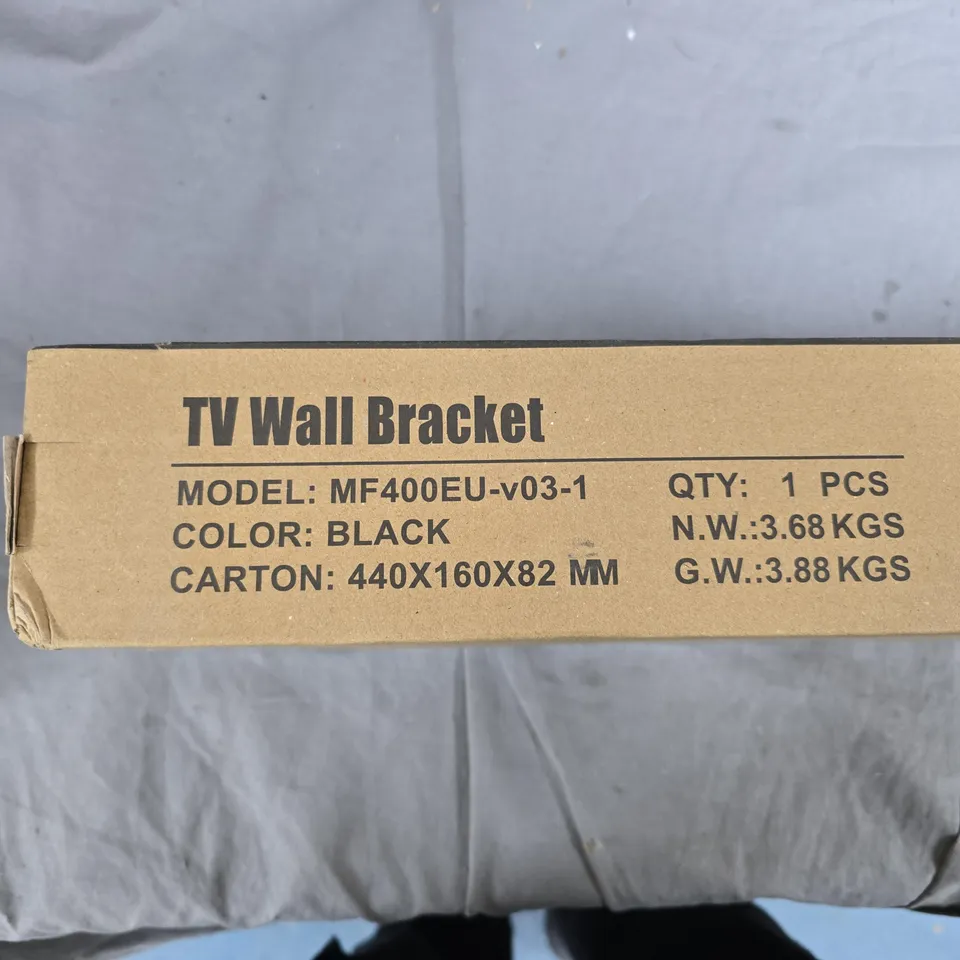 TV Wall Bracket
MODEL: MF400EU-v03-1 QTY: 1 PCS
COLOR: BLACK N.W.:3.68 KGS
CARTON: 440X160X82 MM G.W.:3.88 KGS